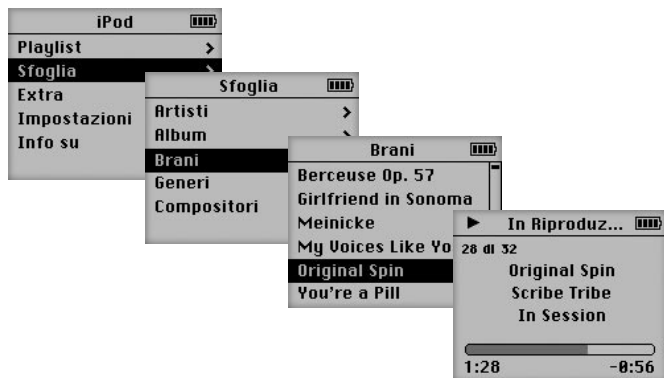 iPod
Playlist
Sfoglia
Extra
Impostazioni
Info su
Sfoglia
Artisti
Album
Brani
Generi
Compositori
Brani
Berceuse Op. 57
Girlfriend in Sonoma
Meinicke
My Voices Like Yo
Original Spin
You're a Pill
In Riproduz...
28 di 32
Original Spin
Scribe Tribe
In Session
1:28 -0:56